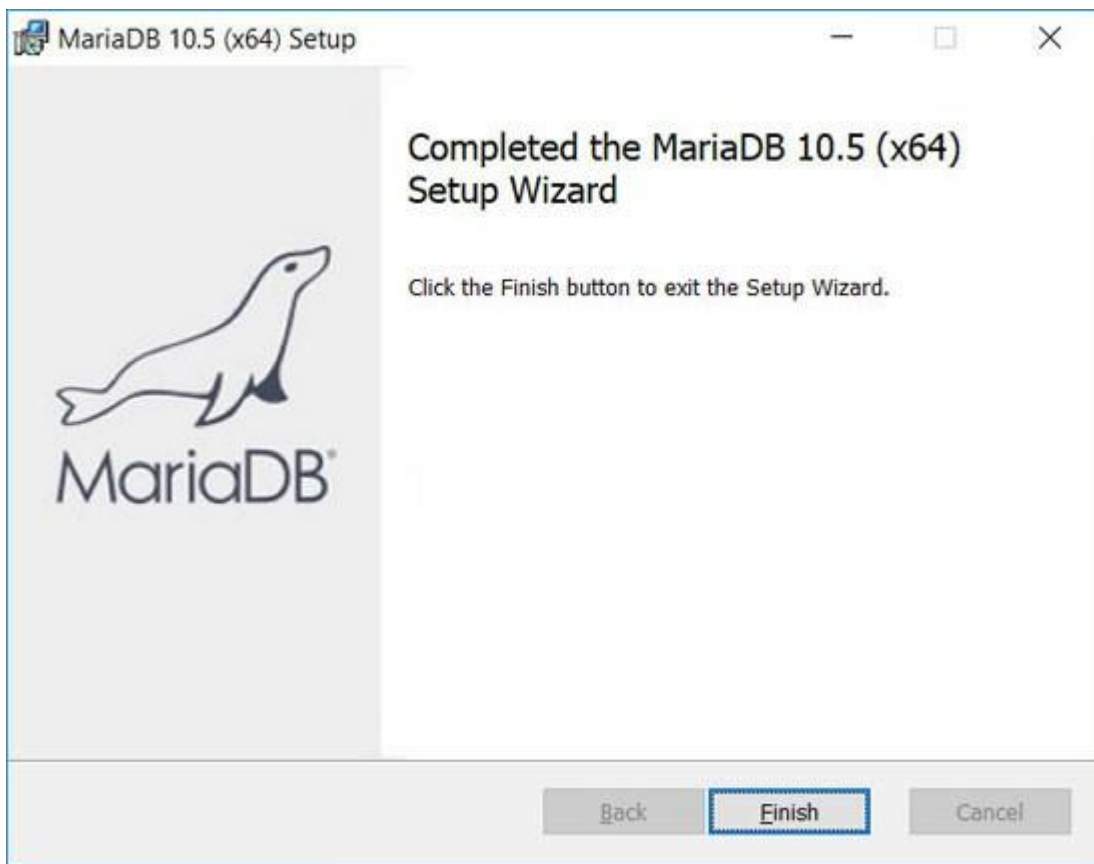 MariaDB 10.5 (x64) Setup
Completed the MariaDB 10.5 (x64)
Setup Wizard
Click the Finish button to exit the Setup Wizard.
MariaDB®
Back
Finish
Cancel